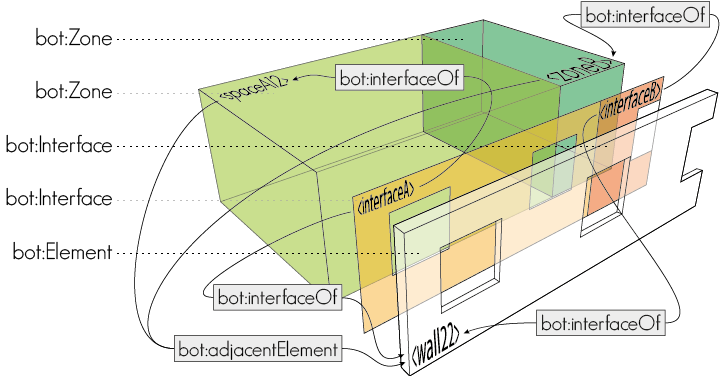 bot:interfaceOf
bot:Zone
<zoneB>
bot:interfaceOf
<spaceA12>
bot:Zone
<interfaceB>
bot:Interface
bot:Interface
<interfaceA>
bot:Element
bot:interfaceOf
bot:interfaceOf
bot:adjacentElement
<wall22>